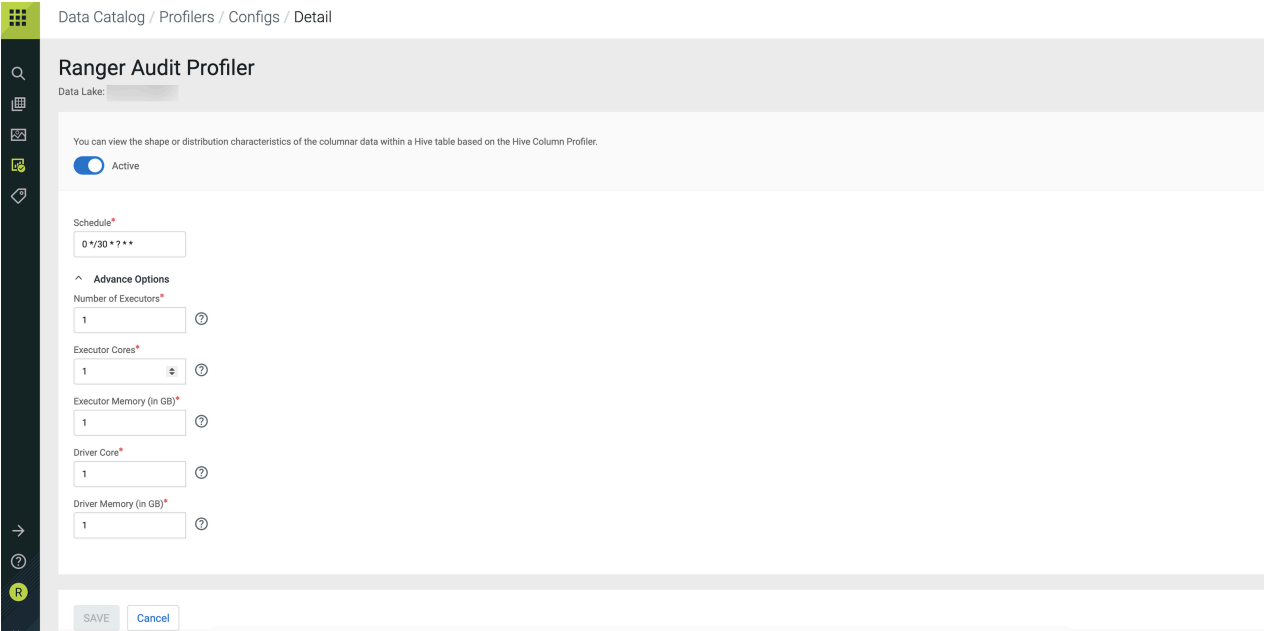 Data Catalog / Profilers / Configs / Detail
Ranger Audit Profiler
Data Lake:
You can view the shape or distribution characteristics of the columnar data within a Hive table based on the Hive Column Profiler.
Active
Schedule*
0 */30 * ? * *
Advance Options
Number of Executors*
1
Executor Cores*
1
Executor Memory (in GB)*
1
Driver Core*
1
Driver Memory (in GB)*
1
R
SAVE Cancel